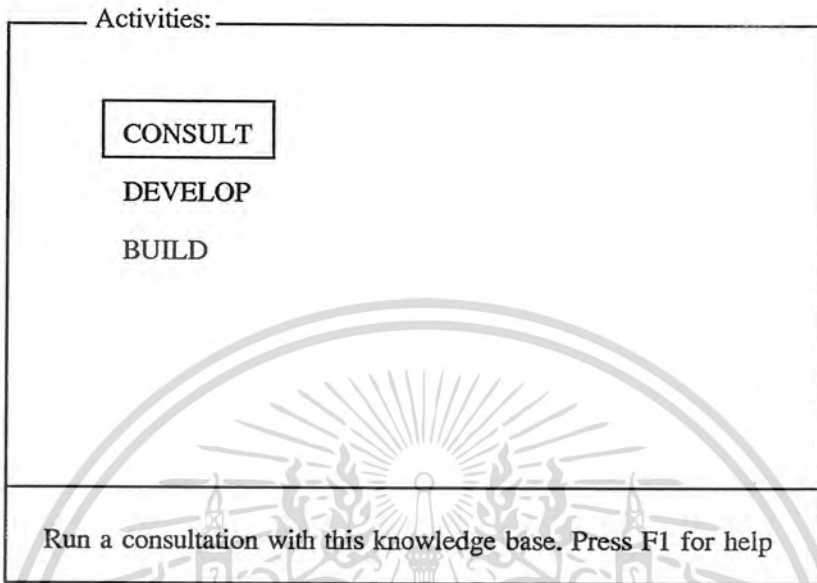 Activities:
CONSULT
DEVELOP
BUILD
Run a consultation with this knowledge base. Press F1 for help